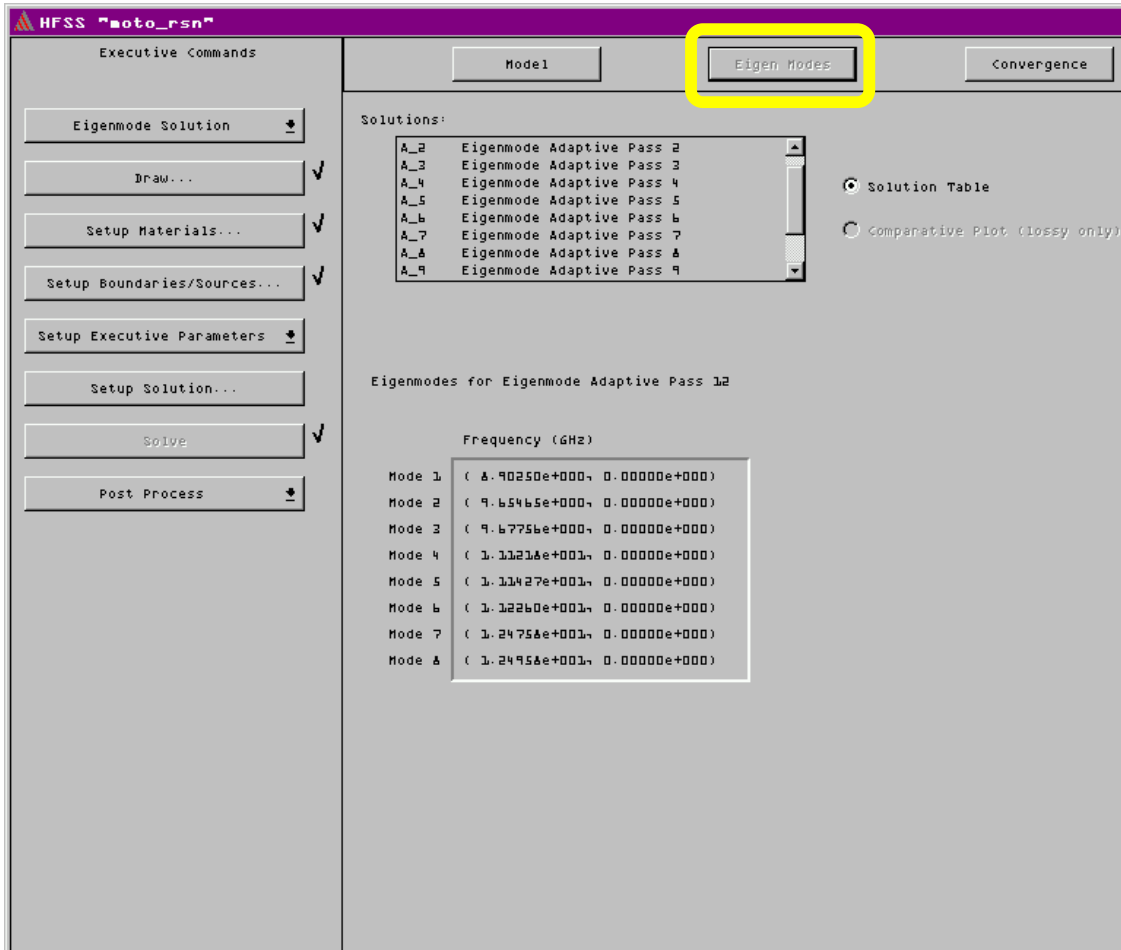 HFSS "moto_rsn"
Executive Commands
Model
Eigen Modes
Convergence
Eigenmode Solution
Draw...
Setup Materials...
Setup Boundaries/Sources...
Setup Executive Parameters
Setup Solution...
Solve
Post Process
Solutions:
A_2 Eigenmode Adaptive Pass 2
A_3 Eigenmode Adaptive Pass 3
A_4 Eigenmode Adaptive Pass 4
A_5 Eigenmode Adaptive Pass 5
A_6 Eigenmode Adaptive Pass 6
A_7 Eigenmode Adaptive Pass 7
A_8 Eigenmode Adaptive Pass 8
A_9 Eigenmode Adaptive Pass 9
Solution Table
Comparative Plot (lossy only)
Eigenmodes for Eigenmode Adaptive Pass 12
Frequency (GHz)
Mode 1 ( 8.90250e+000, 0.00000e+000)
Mode 2 ( 9.65465e+000, 0.00000e+000)
Mode 3 ( 9.67756e+000, 0.00000e+000)
Mode 4 ( 1.11218e+001, 0.00000e+000)
Mode 5 ( 1.11427e+001, 0.00000e+000)
Mode 6 ( 1.12260e+001, 0.00000e+000)
Mode 7 ( 1.24758e+001, 0.00000e+000)
Mode 8 ( 1.24958e+001, 0.00000e+000)